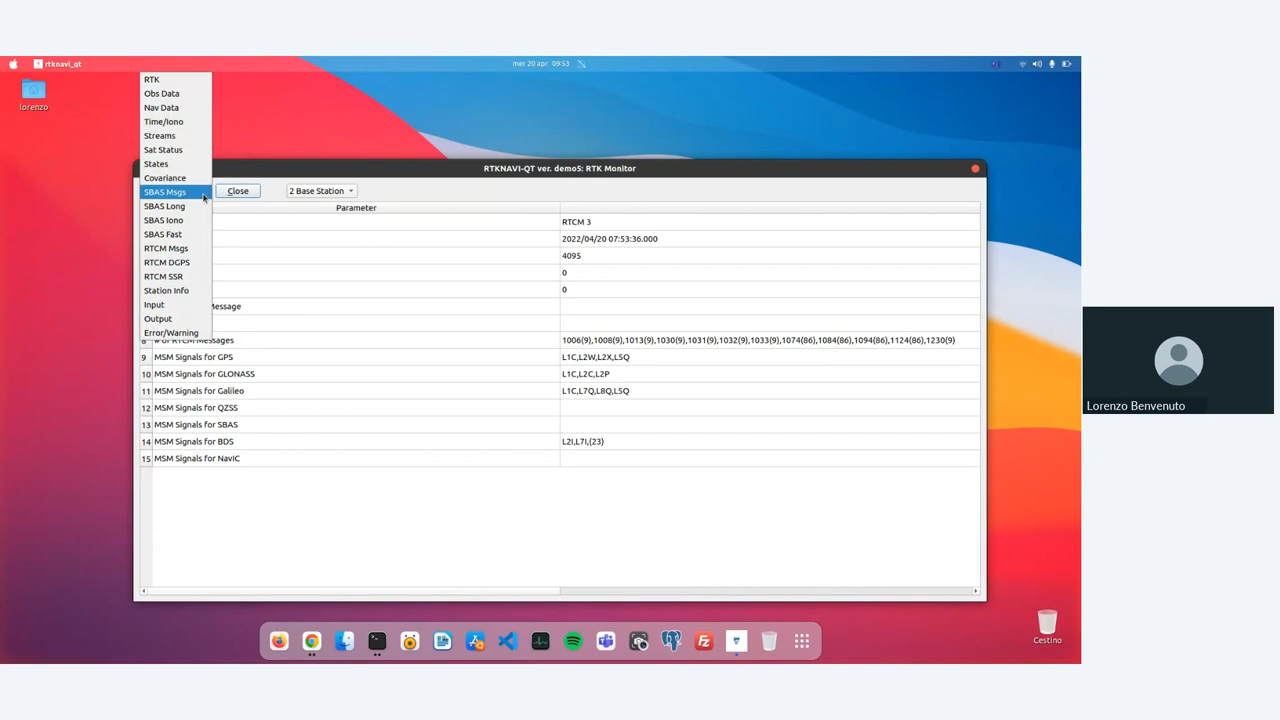 rtknavi_qt
mer 20 apr 09:53
lorenzo
RTK
Obs Data
Nav Data
Time/Iono
Streams
Sat Status
States
Covariance
SBAS Msgs
SBAS Long
SBAS Iono
SBAS Fast
RTCM Msgs
RTCM DGPS
RTCM SSR
Station Info
Input
Output
Error/Warning
RTKNAVI-QT ver. demo5: RTK Monitor
Close
2 Base Station
Parameter
RTCM 3
2022/04/20 07:53:36.000
4095
0
0
Message
8 # of RTCM Messages 1006(9),1008(9),1013(9),1030(9),1031(9),1032(9),1033(9),1074(86),1084(86),1094(86),1124(86),1230(9)
9 MSM Signals for GPS L1C,L2W,L2X,L5Q
10 MSM Signals for GLONASS L1C,L2C,L2P
11 MSM Signals for Galileo L1C,L7Q,L8Q,L5Q
12 MSM Signals for QZSS
13 MSM Signals for SBAS
14 MSM Signals for BDS L2I,L7I,(23)
15 MSM Signals for NavIC
Lorenzo Benvenuto
FZ
Cestino